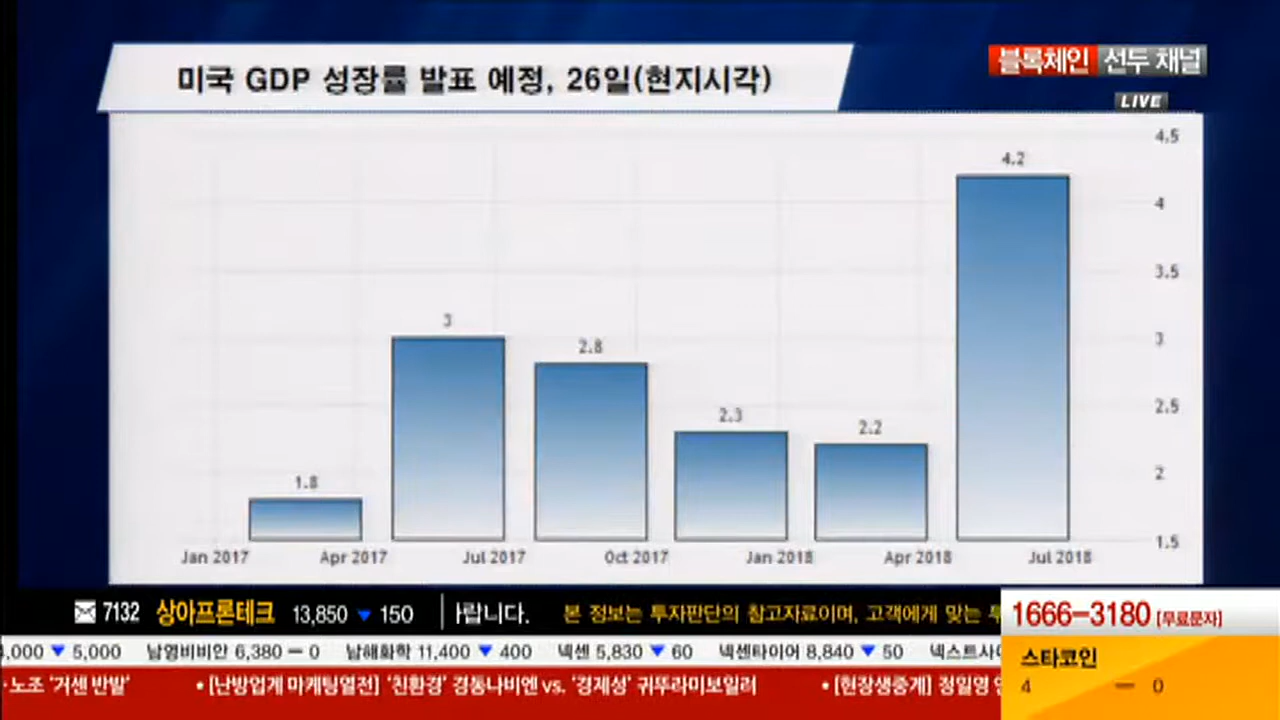 미국 GDP 성장률 발표 예정, 26일(현지시각)
블록체인 선두 채널
LIVE
4.5
4.2
4
3.5
3
3
2.8
2.5
2.3
2.2
2
1.8
1.5
Jan 2017 Apr 2017 Jul 2017 Oct 2017 Jan 2018 Apr 2018 Jul 2018
7132 상아프론테크 13,850 ▼ 150 랍니다. 본 정보는 투자판단의 참고자료이며, 고객에게 맞는
1666-3180 [무료문자]
,000 ▼ 5,000 남영비비안 6,380 － 0 남해화학 11,400 ▼ 400 넥센 5,830 ▼ 60 넥센타이어 8,840 ▼ 50 넥스트사
스타코인
4 － 0
· 노조 '거센 반발' • [난방업계 마케팅열전] '친환경' 경동나비엔 vs. '경제성' 귀뚜라미보일러 • [현장생중계] 정일영